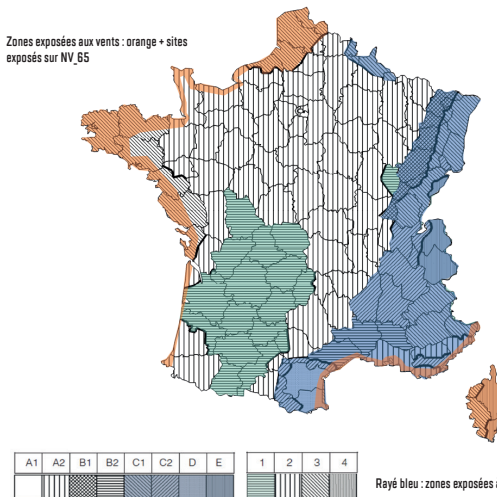 Zones exposées aux vents : orange + sites
exposés sur NV_65
A1 A2 B1 B2 C1 C2 D E
1 2 3 4
Rayé bleu : zones exposées